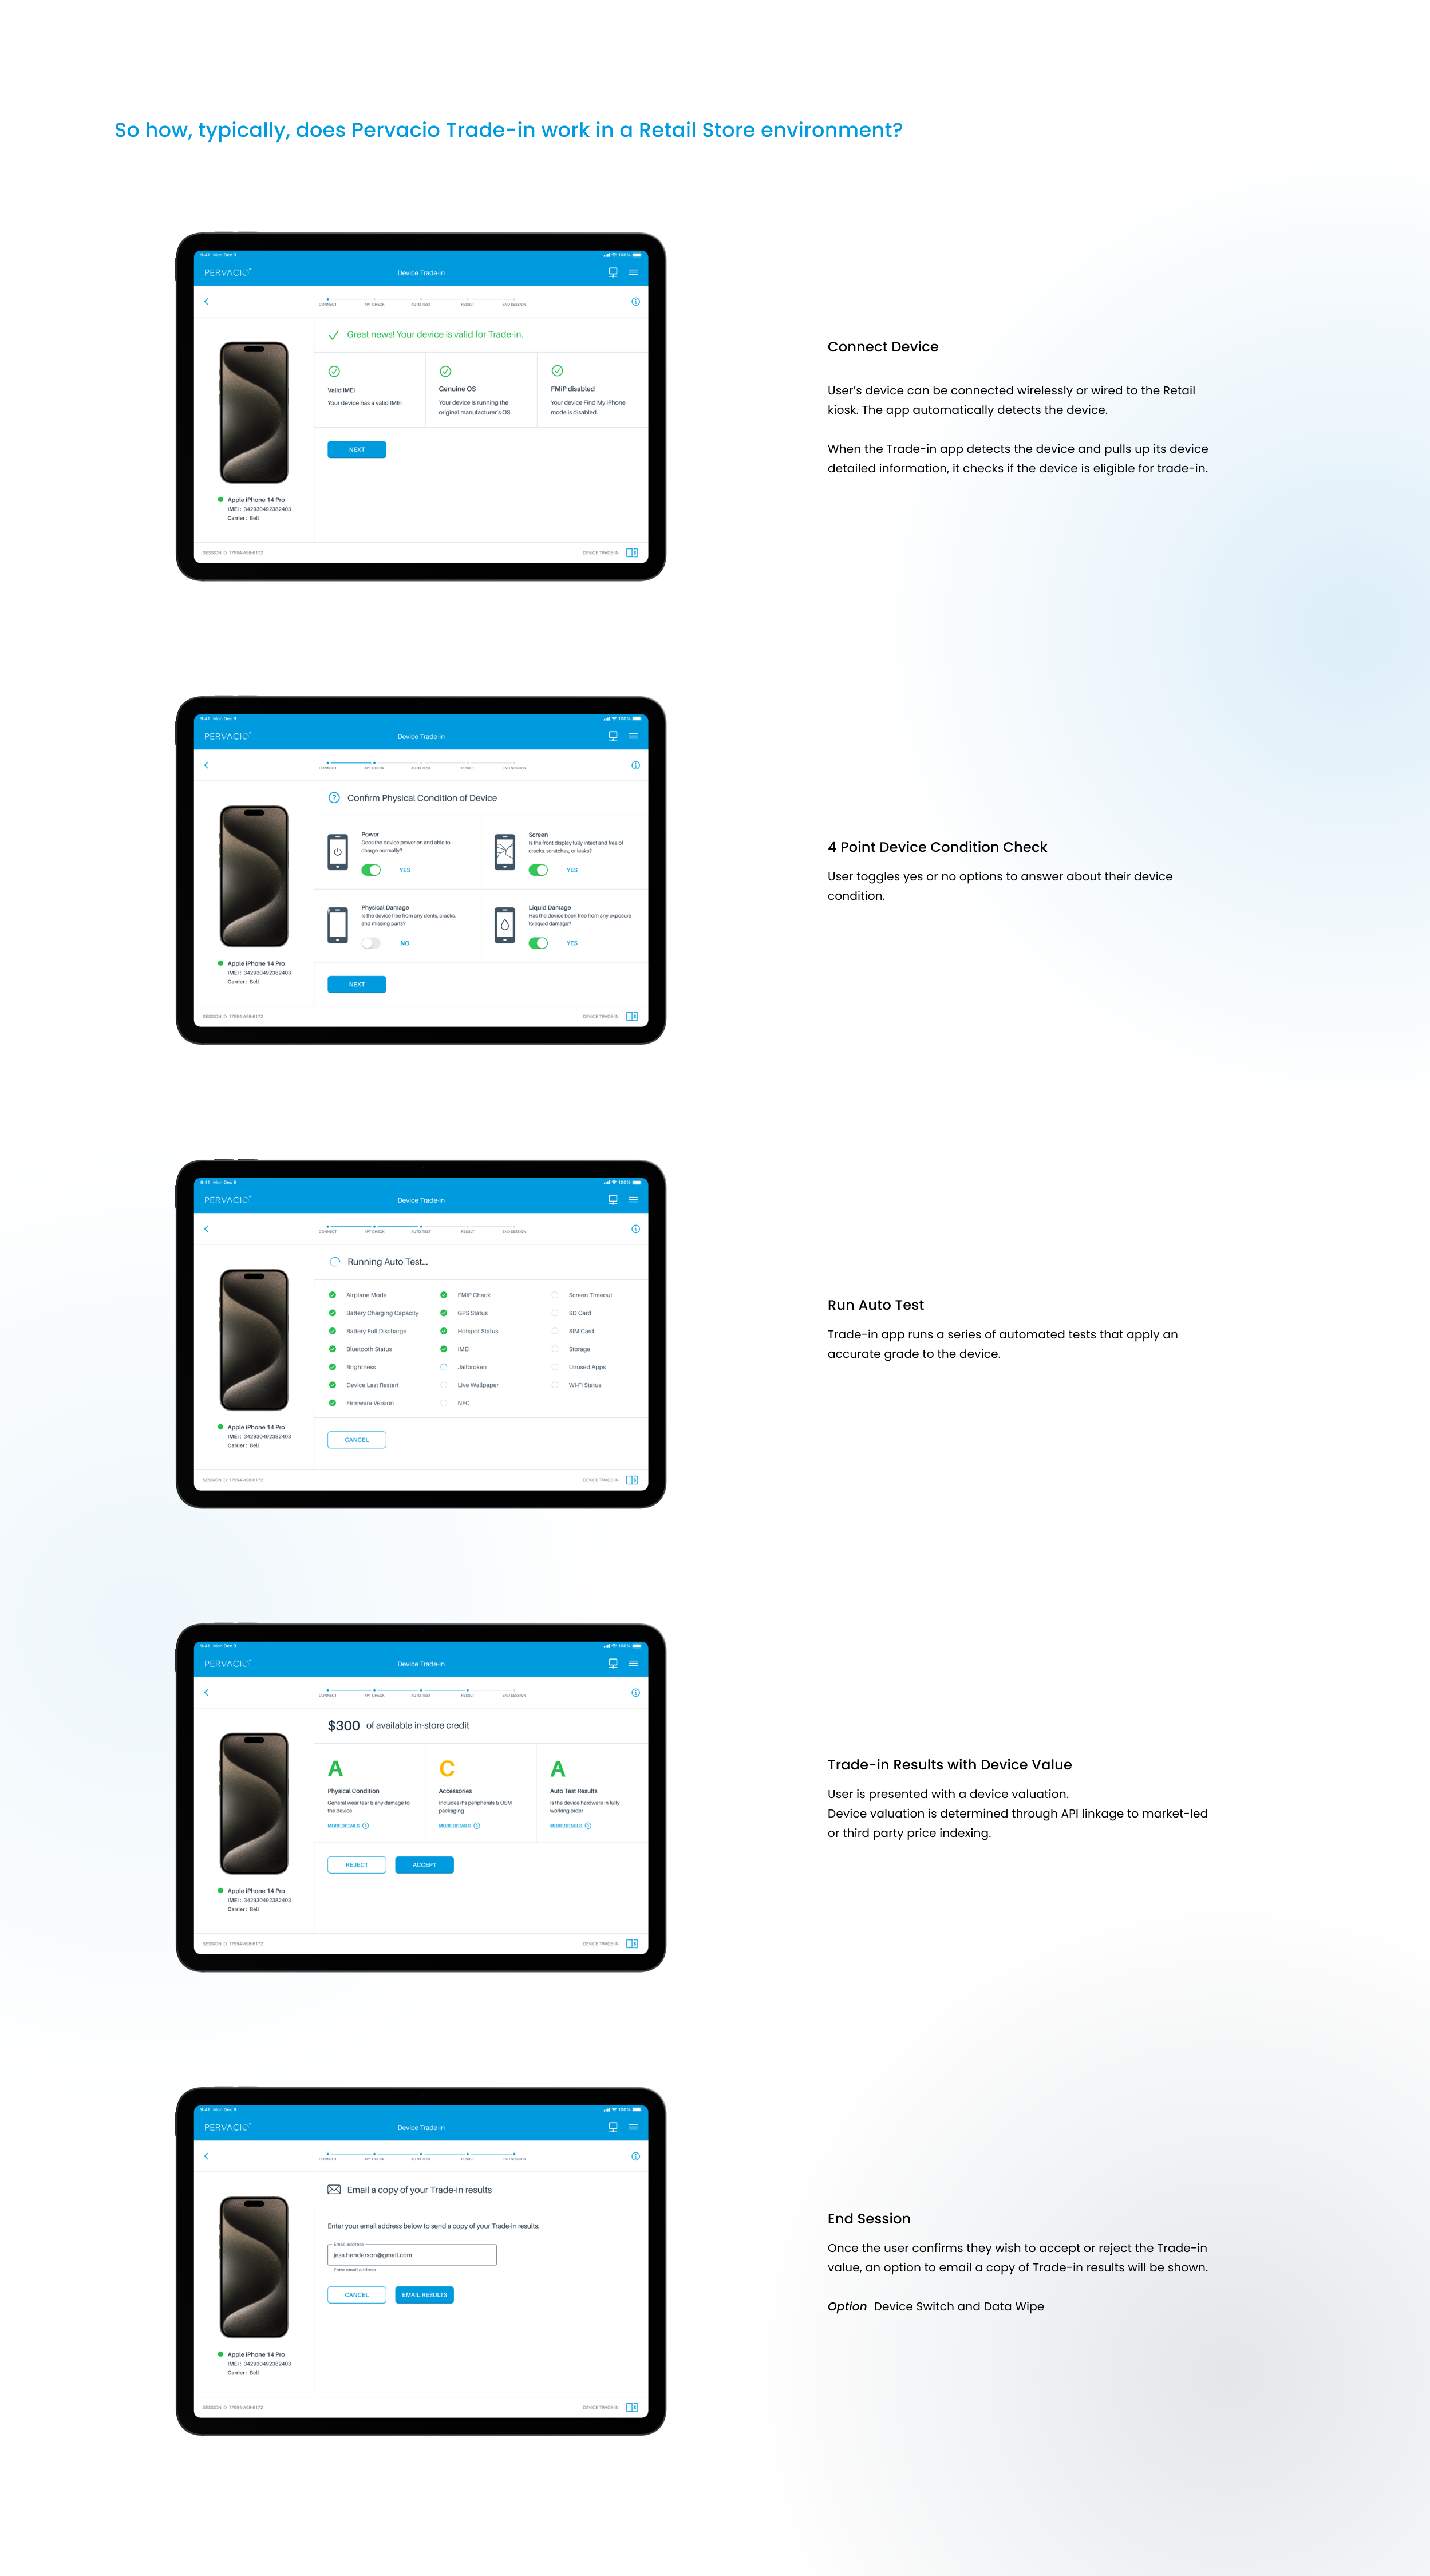 So how, typically, does Pervacio Trade-in work in a Retail Store environment?
9:41 Mon Dec 9
100%
PERVACIO
Device Trade-in
CONNECT
4PT CHECK
AUTO TEST
RESULT
END SESSION
Great news! Your device is valid for Trade-in.
Valid IMEI
Your device has a valid IMEI
Genuine OS
Your device is running the
original manufacturer's OS.
FMiP disabled
Your device Find My iPhone
mode is disabled.
NEXT
Apple iPhone 14 Pro
IMEI : 342930492382403
Carrier : Bell
SESSION ID: 17994-A98-6172
DEVICE TRADE-IN
Connect Device
User's device can be connected wirelessly or wired to the Retail
kiosk. The app automatically detects the device.
When the Trade-in app detects the device and pulls up its device
detailed information, it checks if the device is eligible for trade-in.
9:41 Mon Dec 9
100%
PERVACIO
Device Trade-in
CONNECT
4PT CHECK
AUTO TEST
RESULT
END SESSION
Confirm Physical Condition of Device
Power
Does the device power on and able to
charge normally?
YES
Screen
Is the front display fully intact and free of
cracks, scratches, or leaks?
YES
Physical Damage
Is the device free from any dents, cracks,
and missing parts?
NO
Liquid Damage
Has the device been free from any exposure
to liquid damage?
YES
NEXT
Apple iPhone 14 Pro
IMEI : 342930492382403
Carrier : Bell
SESSION ID: 17994-A98-6172
DEVICE TRADE-IN
4 Point Device Condition Check
User toggles yes or no options to answer about their device
condition.
9:41 Mon Dec 9
100%
PERVACIO
Device Trade-in
CONNECT
4PT CHECK
AUTO TEST
RESULT
END SESSION
Running Auto Test...
Airplane Mode
Battery Charging Capacity
Battery Full Discharge
Bluetooth Status
Brightness
Device Last Restart
Firmware Version
FMiP Check
GPS Status
Hotspot Status
IMEI
Jailbroken
Live Wallpaper
NFC
Screen Timeout
SD Card
SIM Card
Storage
Unused Apps
Wi-Fi Status
CANCEL
Apple iPhone 14 Pro
IMEI : 342930492382403
Carrier : Bell
SESSION ID: 17994-A98-6172
DEVICE TRADE-IN
Run Auto Test
Trade-in app runs a series of automated tests that apply an
accurate grade to the device.
9:41 Mon Dec 9
100%
PERVACIO
Device Trade-in
CONNECT
4PT CHECK
AUTO TEST
RESULT
END SESSION
$300 of available in-store credit
A
Physical Condition
General wear tear & any damage to
the device
MORE DETAILS
C
Accessories
Includes it's peripherals & OEM
packaging
MORE DETAILS
A
Auto Test Results
Is the device hardware in fully
working order
MORE DETAILS
REJECT
ACCEPT
Apple iPhone 14 Pro
IMEI : 342930492382403
Carrier : Bell
SESSION ID: 17994-A98-6172
DEVICE TRADE-IN
Trade-in Results with Device Value
User is presented with a device valuation.
Device valuation is determined through API linkage to market-led
or third party price indexing.
9:41 Mon Dec 9
100%
PERVACIO
Device Trade-in
CONNECT
4PT CHECK
AUTO TEST
RESULT
END SESSION
Email a copy of your Trade-in results
Enter your email address below to send a copy of your Trade-in results.
Email address
jess.henderson@gmail.com
Enter email address
CANCEL
EMAIL RESULTS
Apple iPhone 14 Pro
IMEI : 342930492382403
Carrier : Bell
SESSION ID: 17994-A98-6172
DEVICE TRADE-IN
End Session
Once the user confirms they wish to accept or reject the Trade-in
value, an option to email a copy of Trade-in results will be shown.
Option Device Switch and Data Wipe